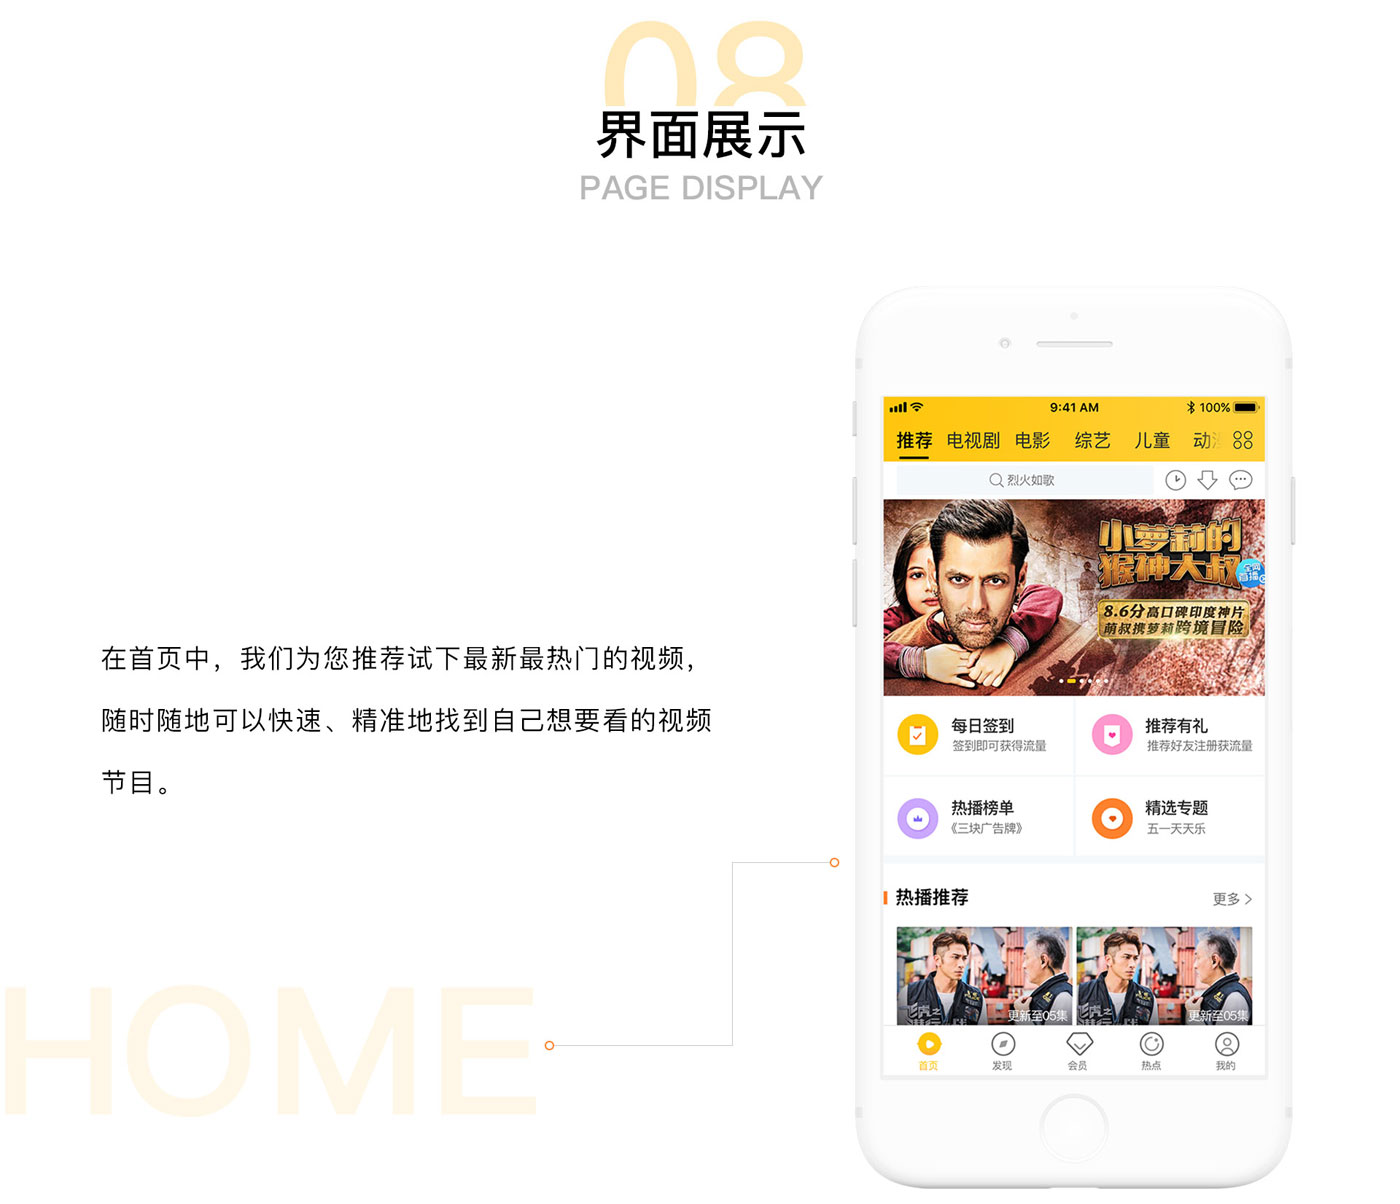 08
界面展示
PAGE DISPLAY
9:41 AM
100%
推荐 电视剧 电影 综艺 儿童 动漫
烈火如歌
小萝莉的
猴神大叔
全网
首播
8.6分高口碑印度神片
萌叔携萝莉跨境冒险
在首页中，我们为您推荐试下最新最热门的视频，
随时随地可以快速、精准地找到自己想要看的视频
节目。
每日签到
签到即可获得流量
推荐有礼
推荐好友注册获流量
热播榜单
《三块广告牌》
精选专题
五一天天乐
热播推荐
更多
更新至05集
更新至05集
首页 发现 会员 热点 我的
HOME